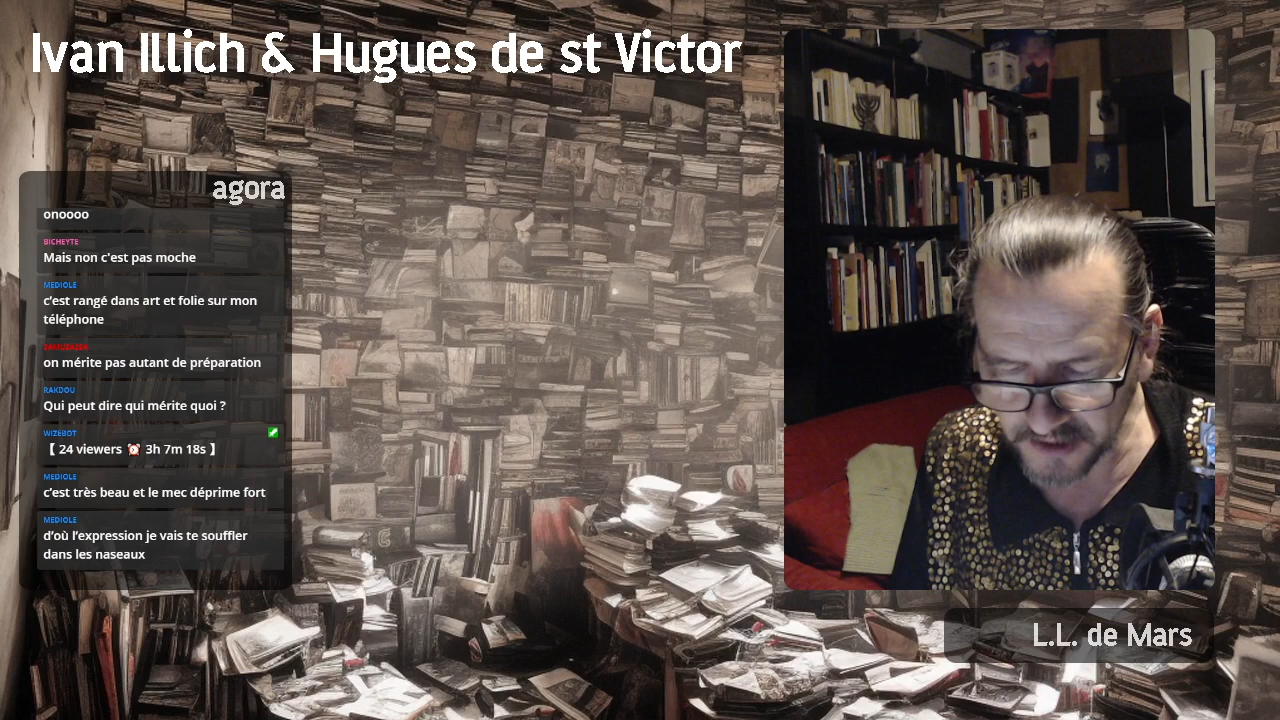 Ivan Illich & Hugues de st Victor
agora
onoooo
BICHEYTE
Mais non c'est pas moche
MEDIOLE
c'est rangé dans art et folie sur mon
téléphone
on mérite pas autant de préparation
RAKDOU
Qui peut dire qui mérite quoi ?
WIZEBOT
【 24 viewers ⏰ 3h 7m 18s 】
MEDIOLE
c'est très beau et le mec déprime fort
MEDIOLE
d'où l'expression je vais te souffler
dans les naseaux
L.L. de Mars